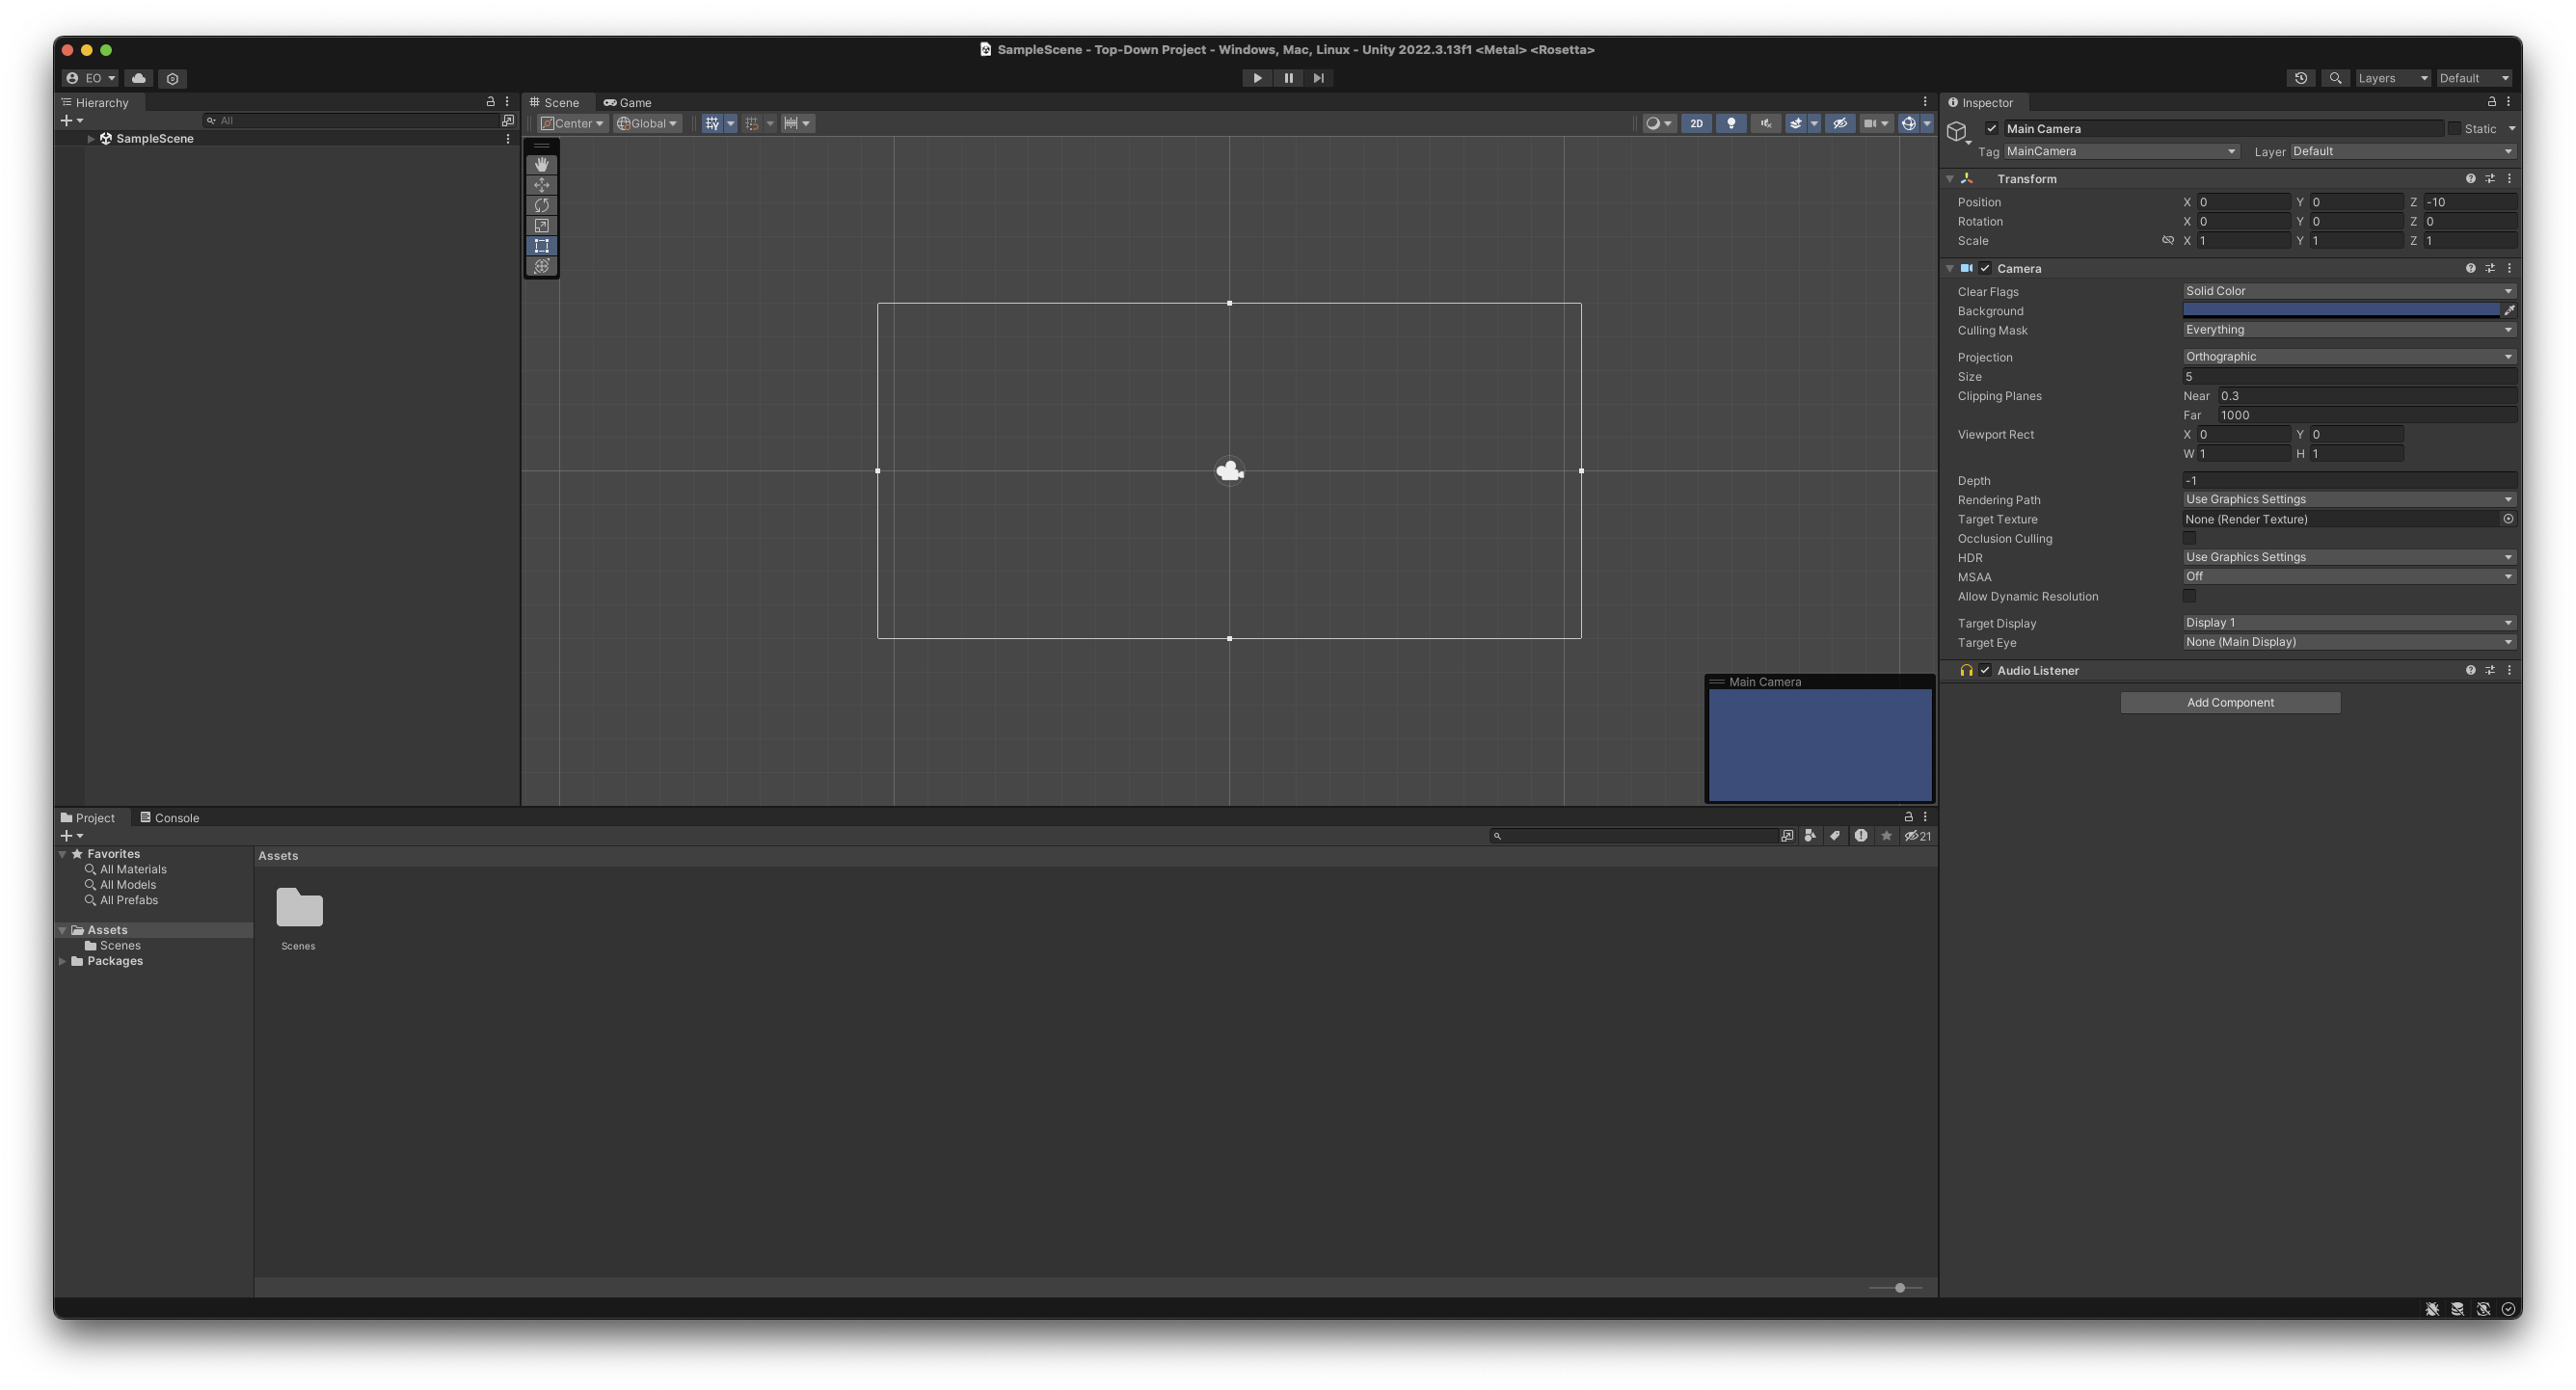 SampleScene - Top-Down Project - Windows, Mac, Linux - Unity 2022.3.13f1 <Metal> <Rosetta>
EO
Layers
Default
Hierarchy
All
SampleScene
Scene
Game
Center
Global
2D
Main Camera
Inspector
Main Camera
Static
Tag MainCamera
Layer Default
Transform
Position X 0 Y 0 Z -10
Rotation X 0 Y 0 Z 0
Scale X 1 Y 1 Z 1
Camera
Clear Flags Solid Color
Background
Culling Mask Everything
Projection Orthographic
Size 5
Clipping Planes Near 0.3
Far 1000
Viewport Rect X 0 Y 0
W 1 H 1
Depth -1
Rendering Path Use Graphics Settings
Target Texture None (Render Texture)
Occlusion Culling
HDR Use Graphics Settings
MSAA Off
Allow Dynamic Resolution
Target Display Display 1
Target Eye None (Main Display)
Audio Listener
Add Component
Project
Console
21
Favorites
All Materials
All Models
All Prefabs
Assets
Scenes
Packages
Assets
Scenes